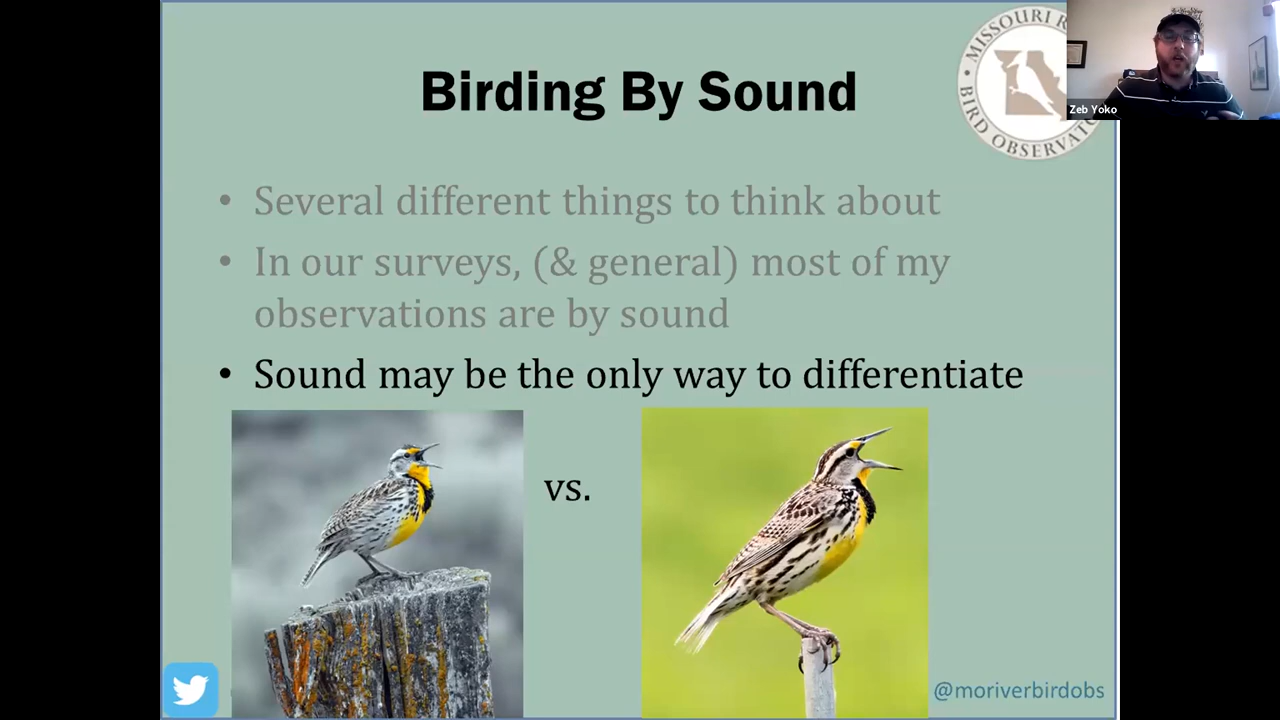 Birding By Sound
MISSOURI R
BIRD OBSERVATO
Zeb Yoko
• Several different things to think about
• In our surveys, (& general) most of my
observations are by sound
• Sound may be the only way to differentiate
vs.
@moriverbirdobs